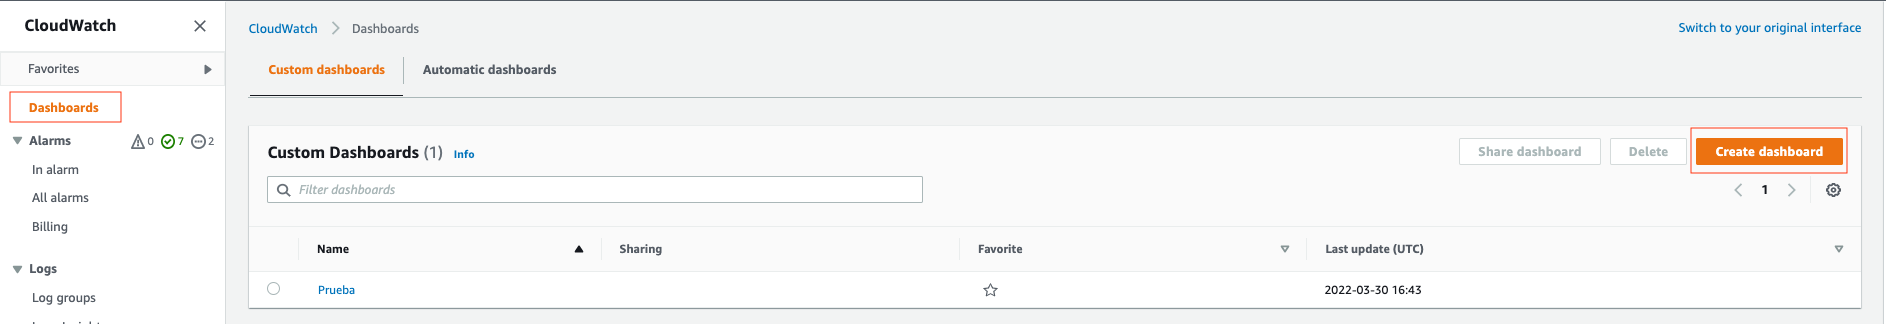 CloudWatch
Favorites
Dashboards
Alarms 0 7 2
In alarm
All alarms
Billing
Logs
Log groups
CloudWatch > Dashboards
Switch to your original interface
Custom dashboards
Automatic dashboards
Custom Dashboards (1) Info
Share dashboard
Delete
Create dashboard
Filter dashboards
1
Name Sharing Favorite Last update (UTC)
Prueba 2022-03-30 16:43